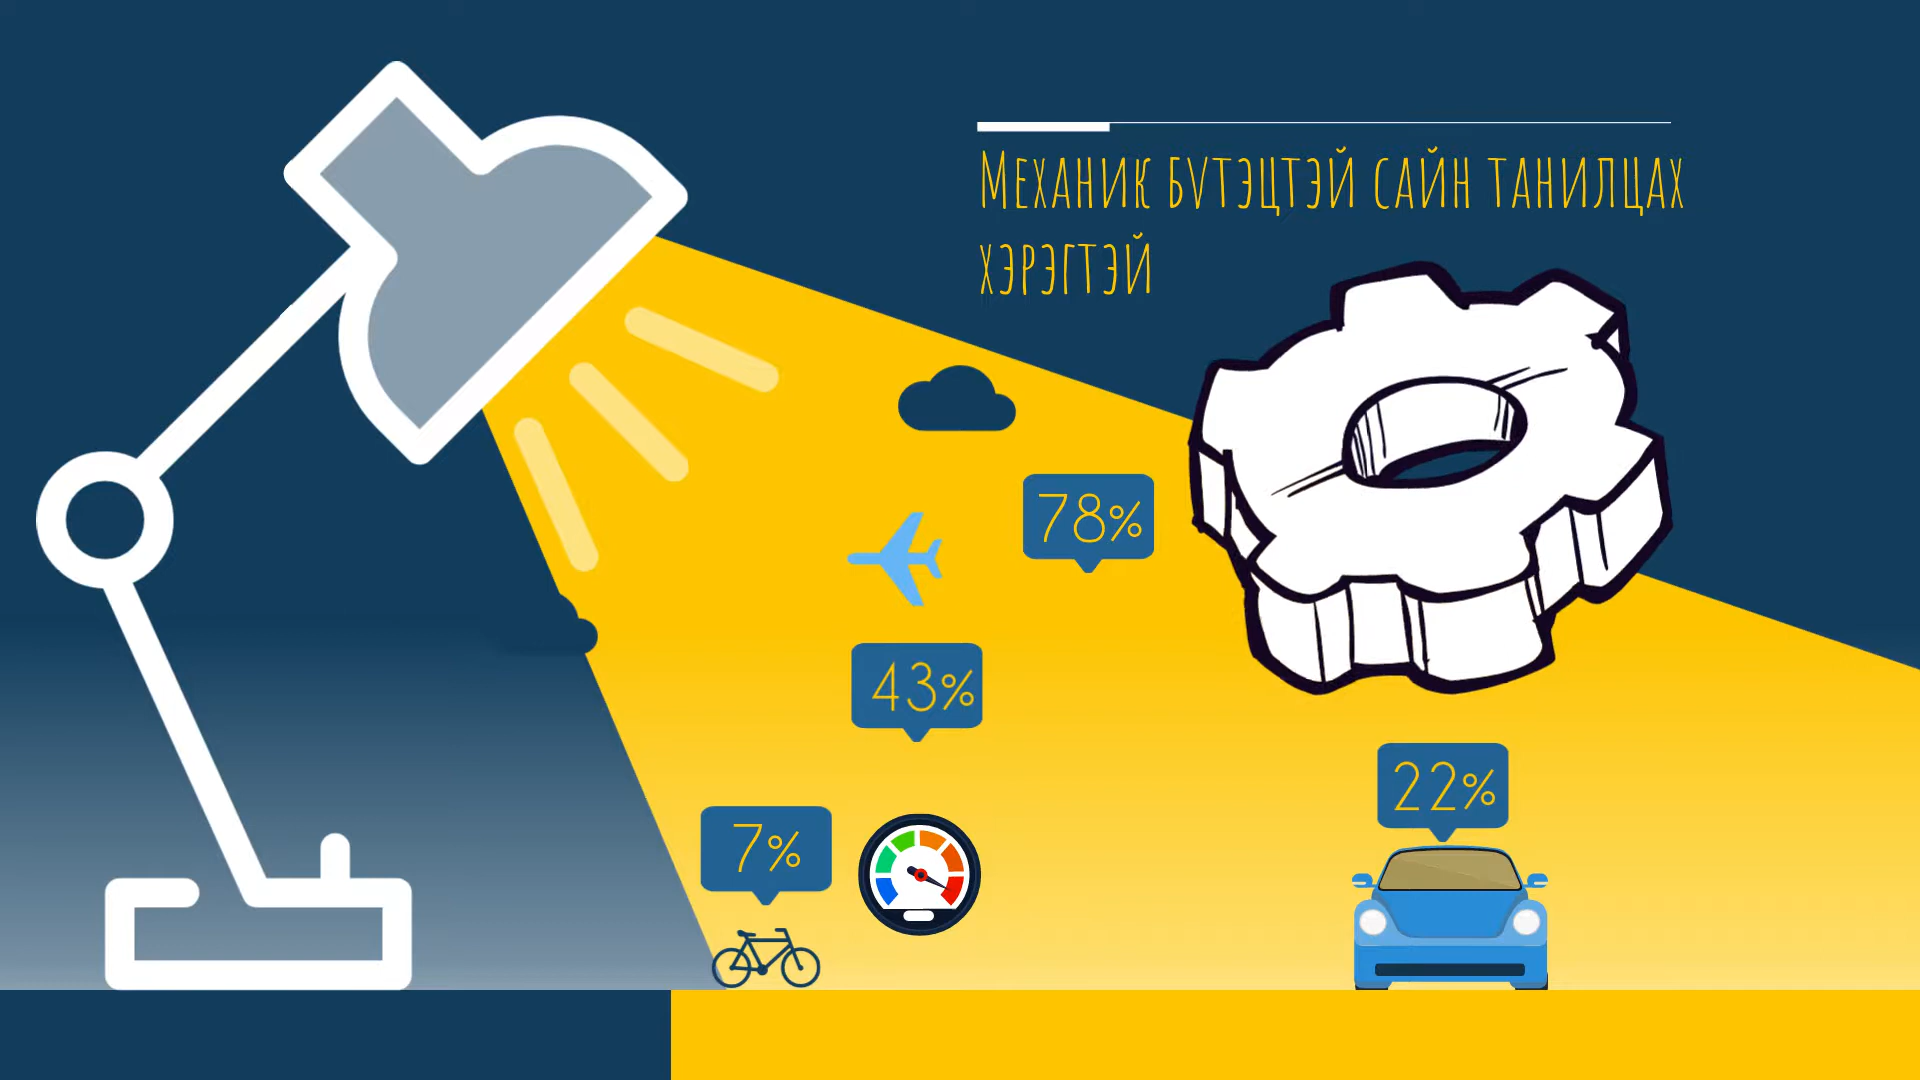 Механик бүтэцтэй сайн танилцах
хэрэгтэй
78%
43%
22%
7%